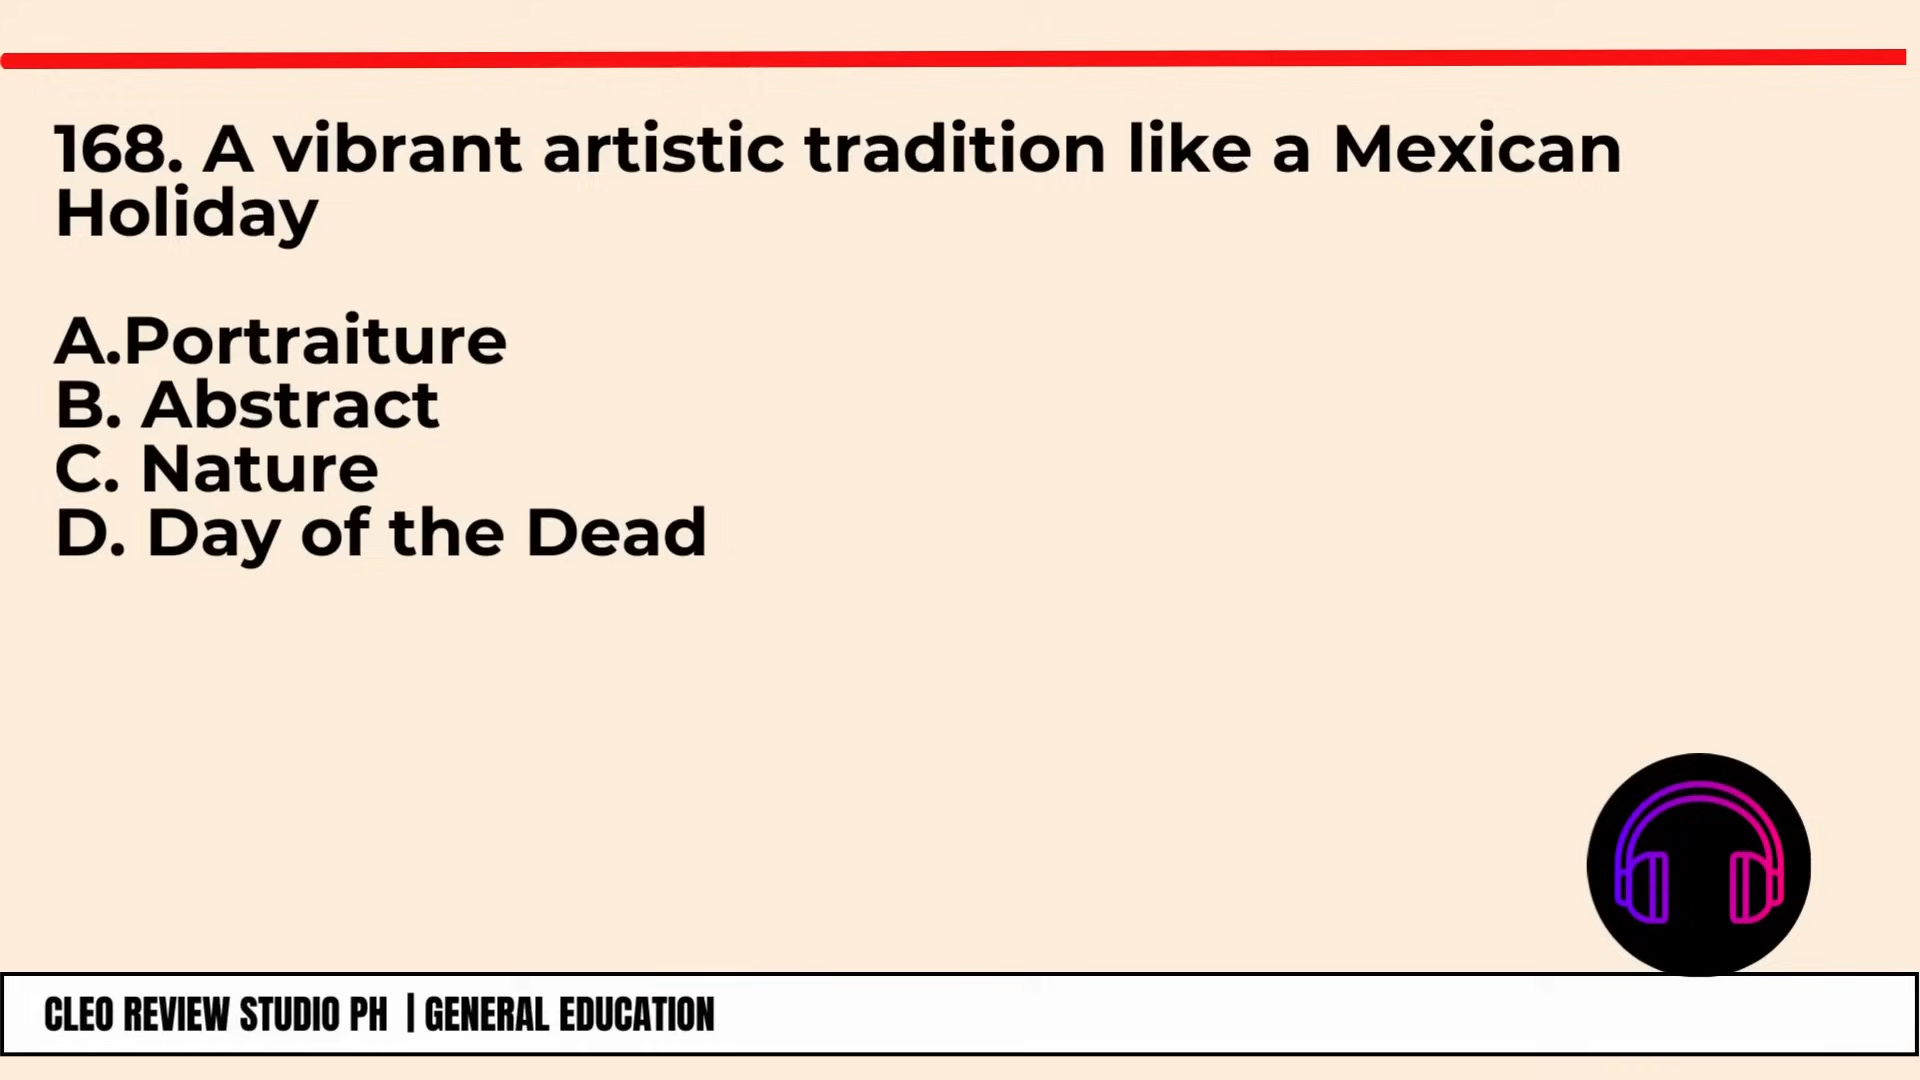 168. A vibrant artistic tradition like a Mexican
Holiday
A.Portraiture
B. Abstract
C. Nature
D. Day of the Dead
CLEO REVIEW STUDIO PH | GENERAL EDUCATION